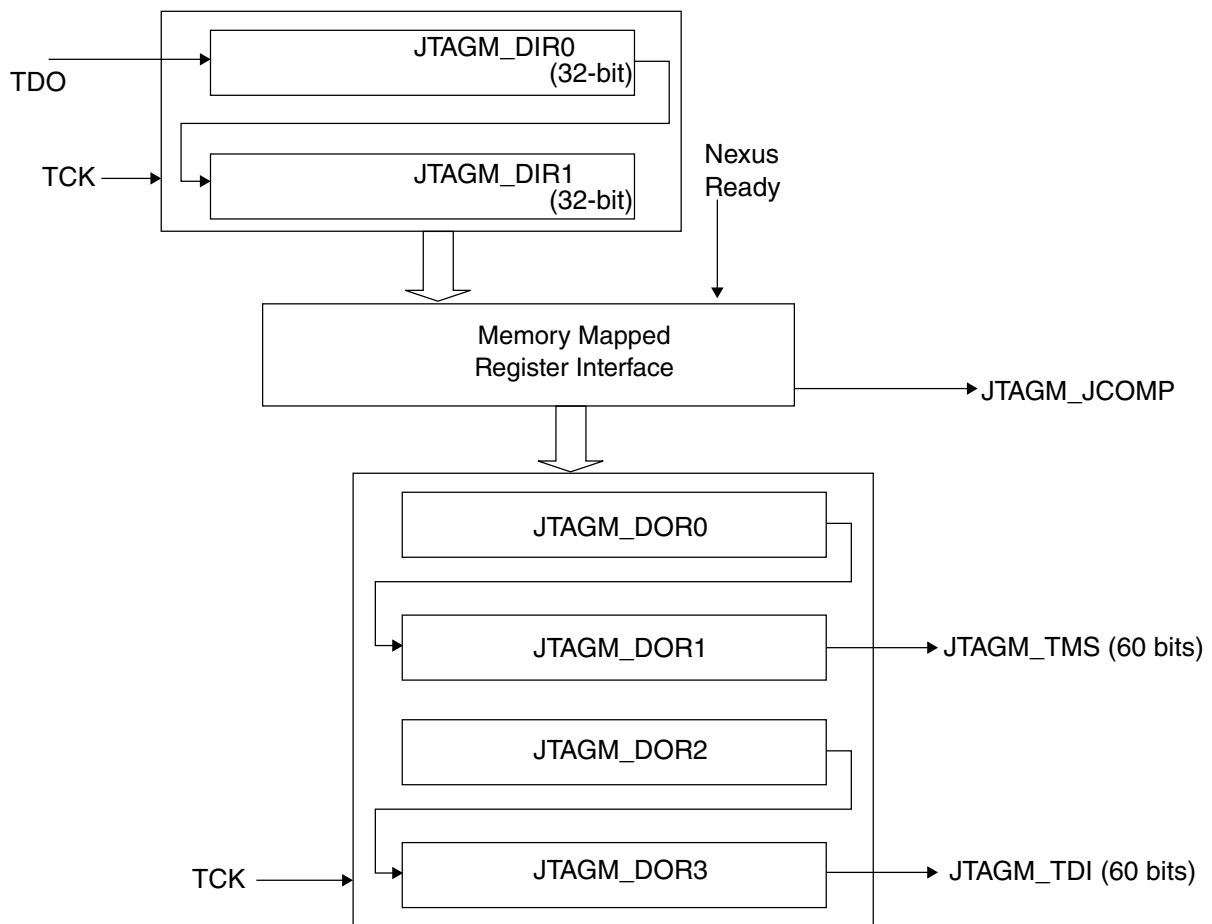 JTAGM_DIR0
(32-bit)
TDO
TCK
JTAGM_DIR1
(32-bit)
Nexus
Ready
Memory Mapped
Register Interface
JTAGM_JCOMP
JTAGM_DOR0
JTAGM_DOR1
JTAGM_TMS (60 bits)
JTAGM_DOR2
TCK
JTAGM_DOR3
JTAGM_TDI (60 bits)